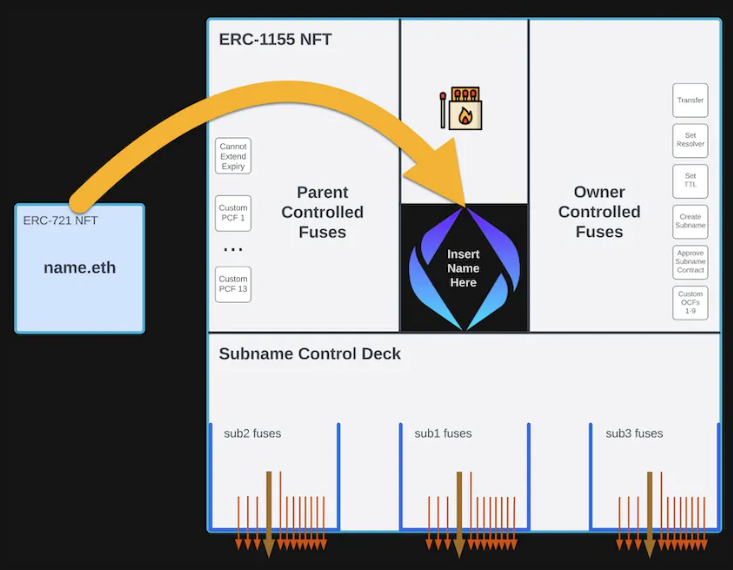 ERC-1155 NFT
Cannot
Extend
Expiry
Custom
PCF 1
...
Custom
PCF 13
Parent
Controlled
Fuses
Insert
Name
Here
Owner
Controlled
Fuses
Transfer
Set
Resolver
Set
TTL
Create
Subname
Approve
Subname
Contract
Custom
OCFs
1-9
ERC-721 NFT
name.eth
Subname Control Deck
sub2 fuses
sub1 fuses
sub3 fuses